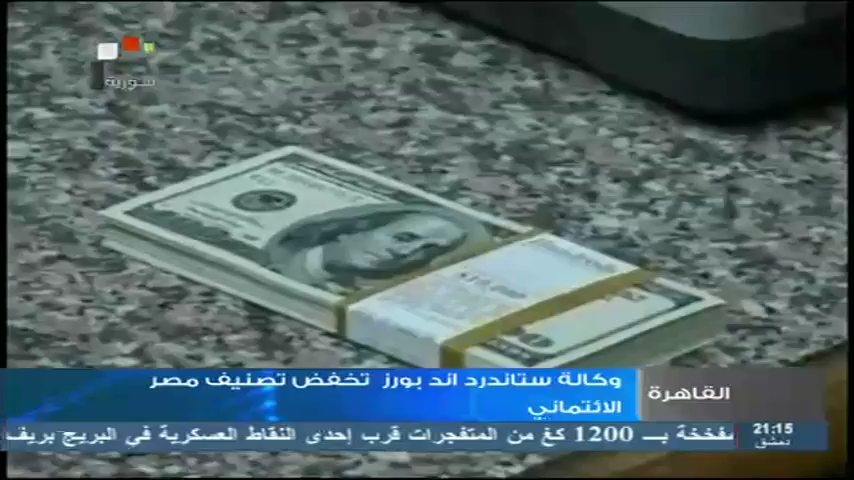 سورية
القاهرة
وكالة ستاندرد اند بورز تخفض تصنيف مصر
الائتماني
21:15
دمشق
مفخخة بـــ 1200 كغ من المتفجرات قرب إحدى النقاط العسكرية في البريج بريف